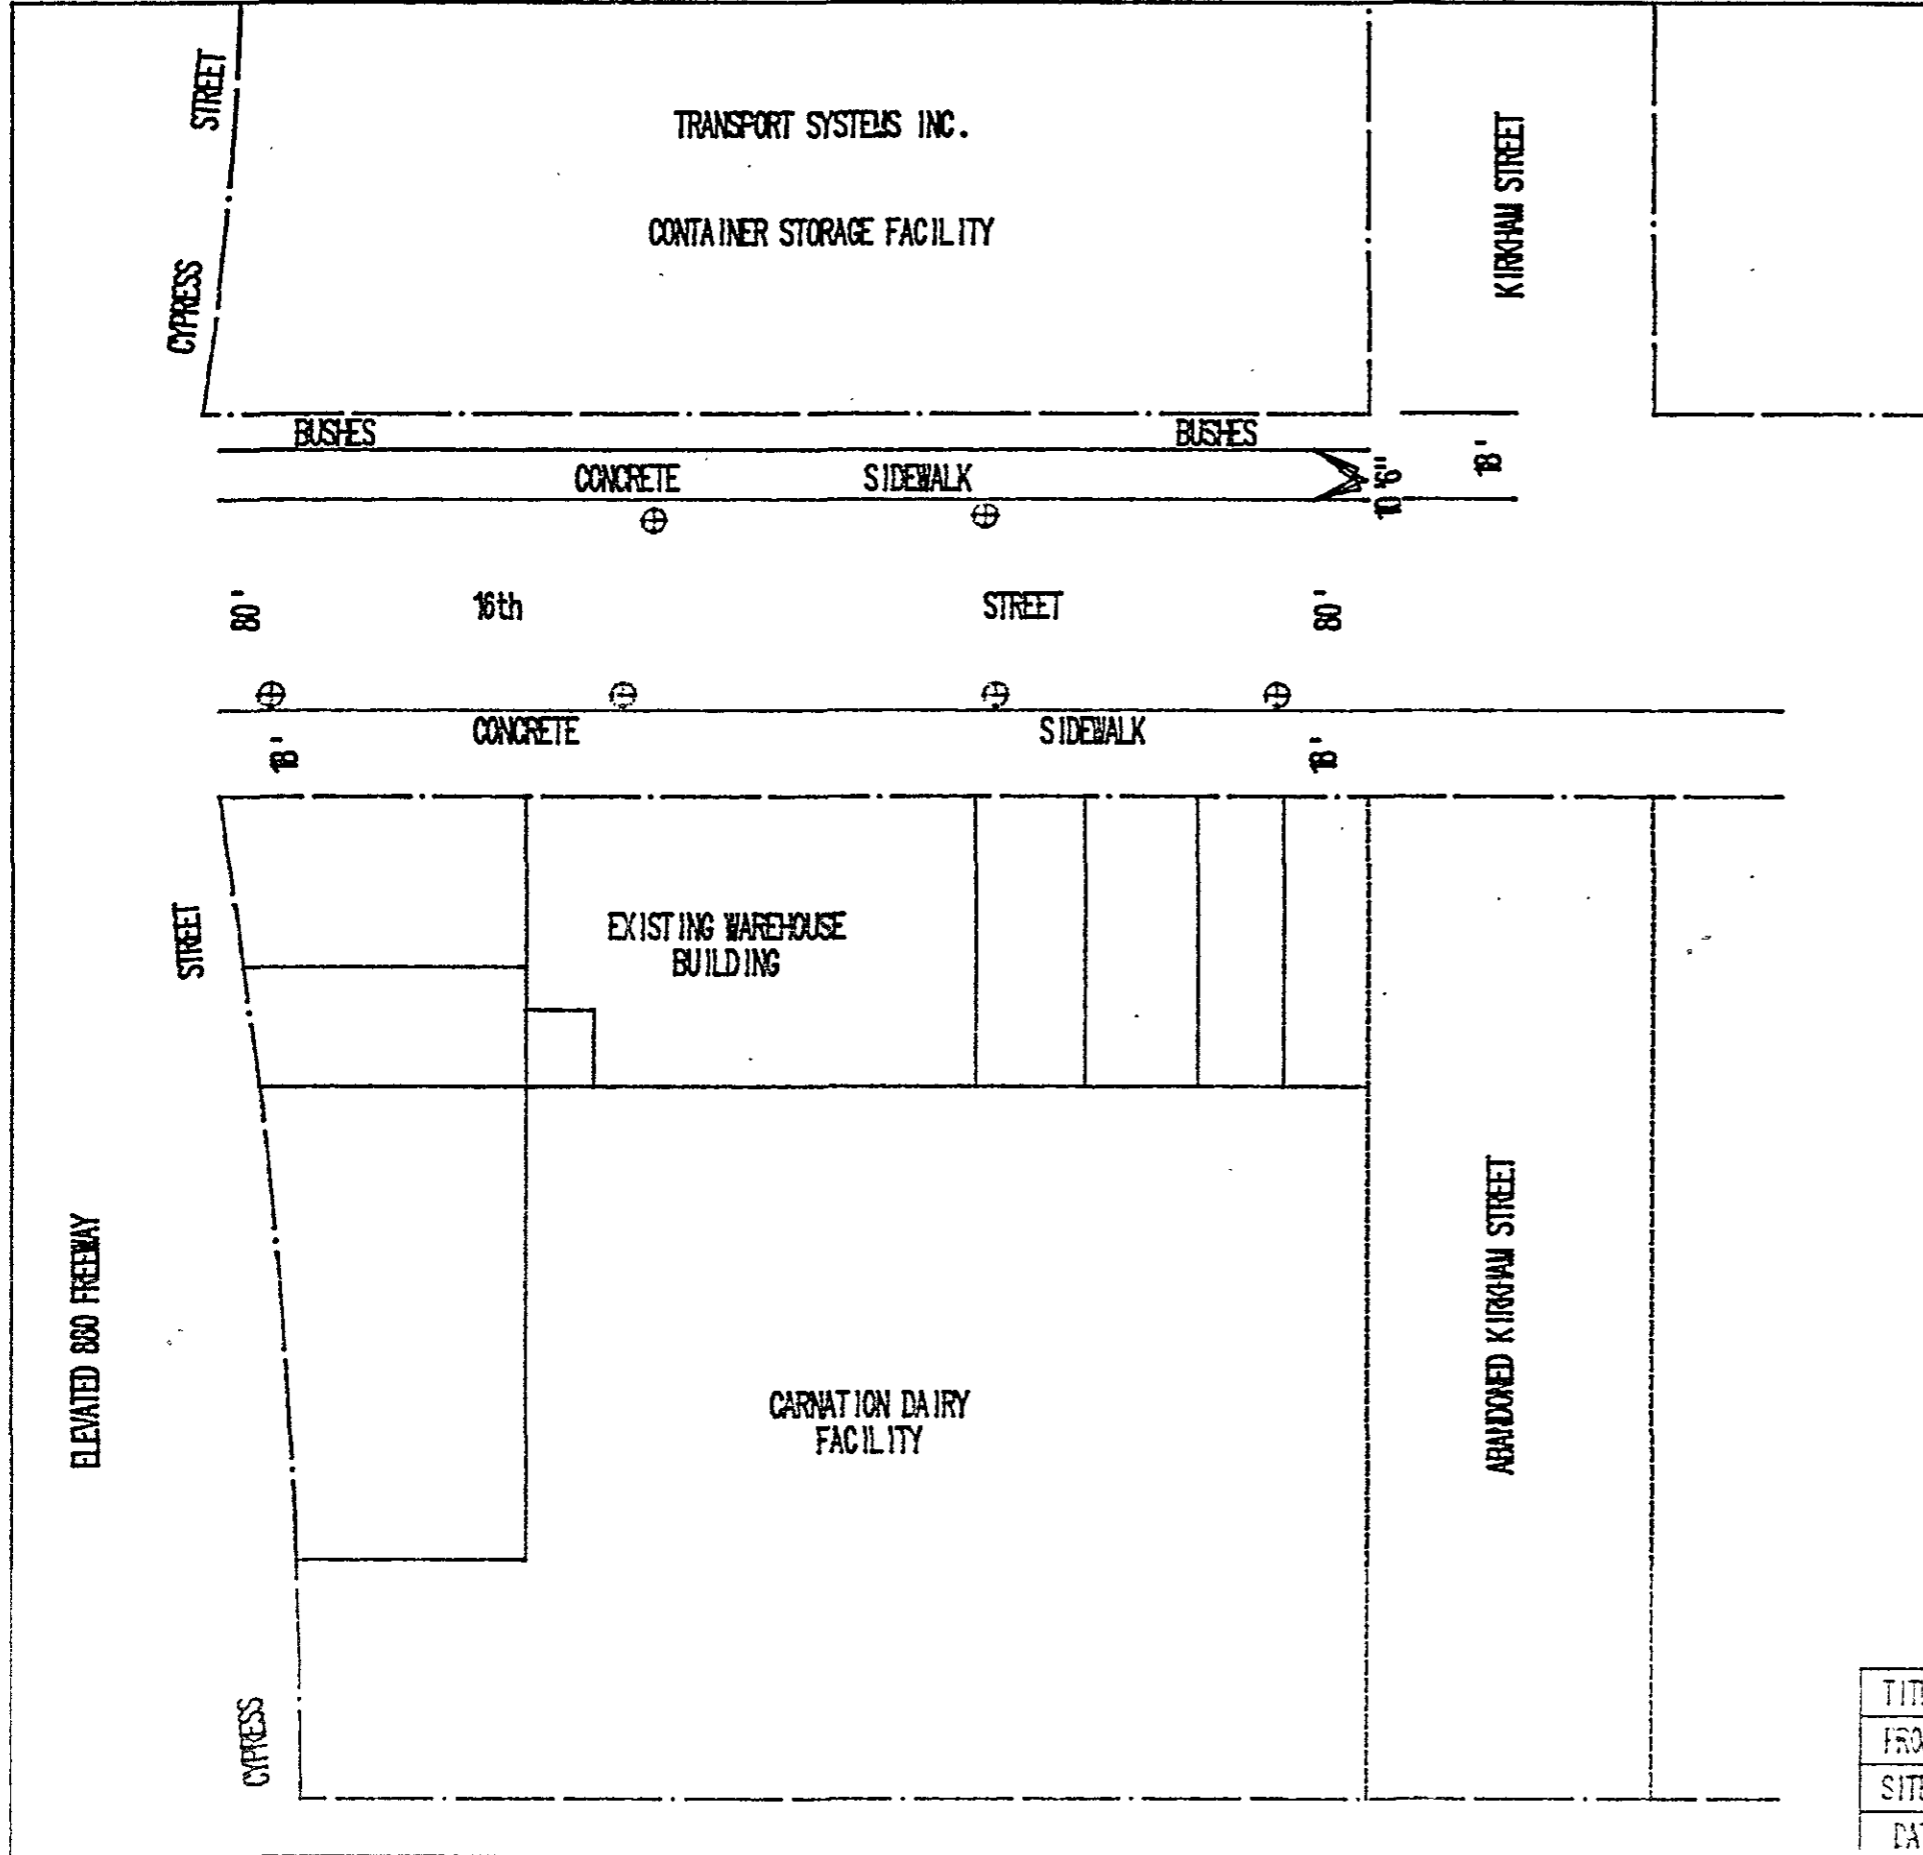 STREET
CYPRESS
TRANSPORT SYSTEMS INC.
CONTAINER STORAGE FACILITY
KIRKHAM STREET
BUSHES
BUSHES
CONCRETE
SIDEWALK
10'6"
18'
80'
16th
STREET
80'
CONCRETE
SIDEWALK
18'
18'
STREET
EXISTING WAREHOUSE
BUILDING
ELEVATED 880 FREEWAY
CARNATION DAIRY
FACILITY
ABANDONED KIRKHAM STREET
CYPRESS